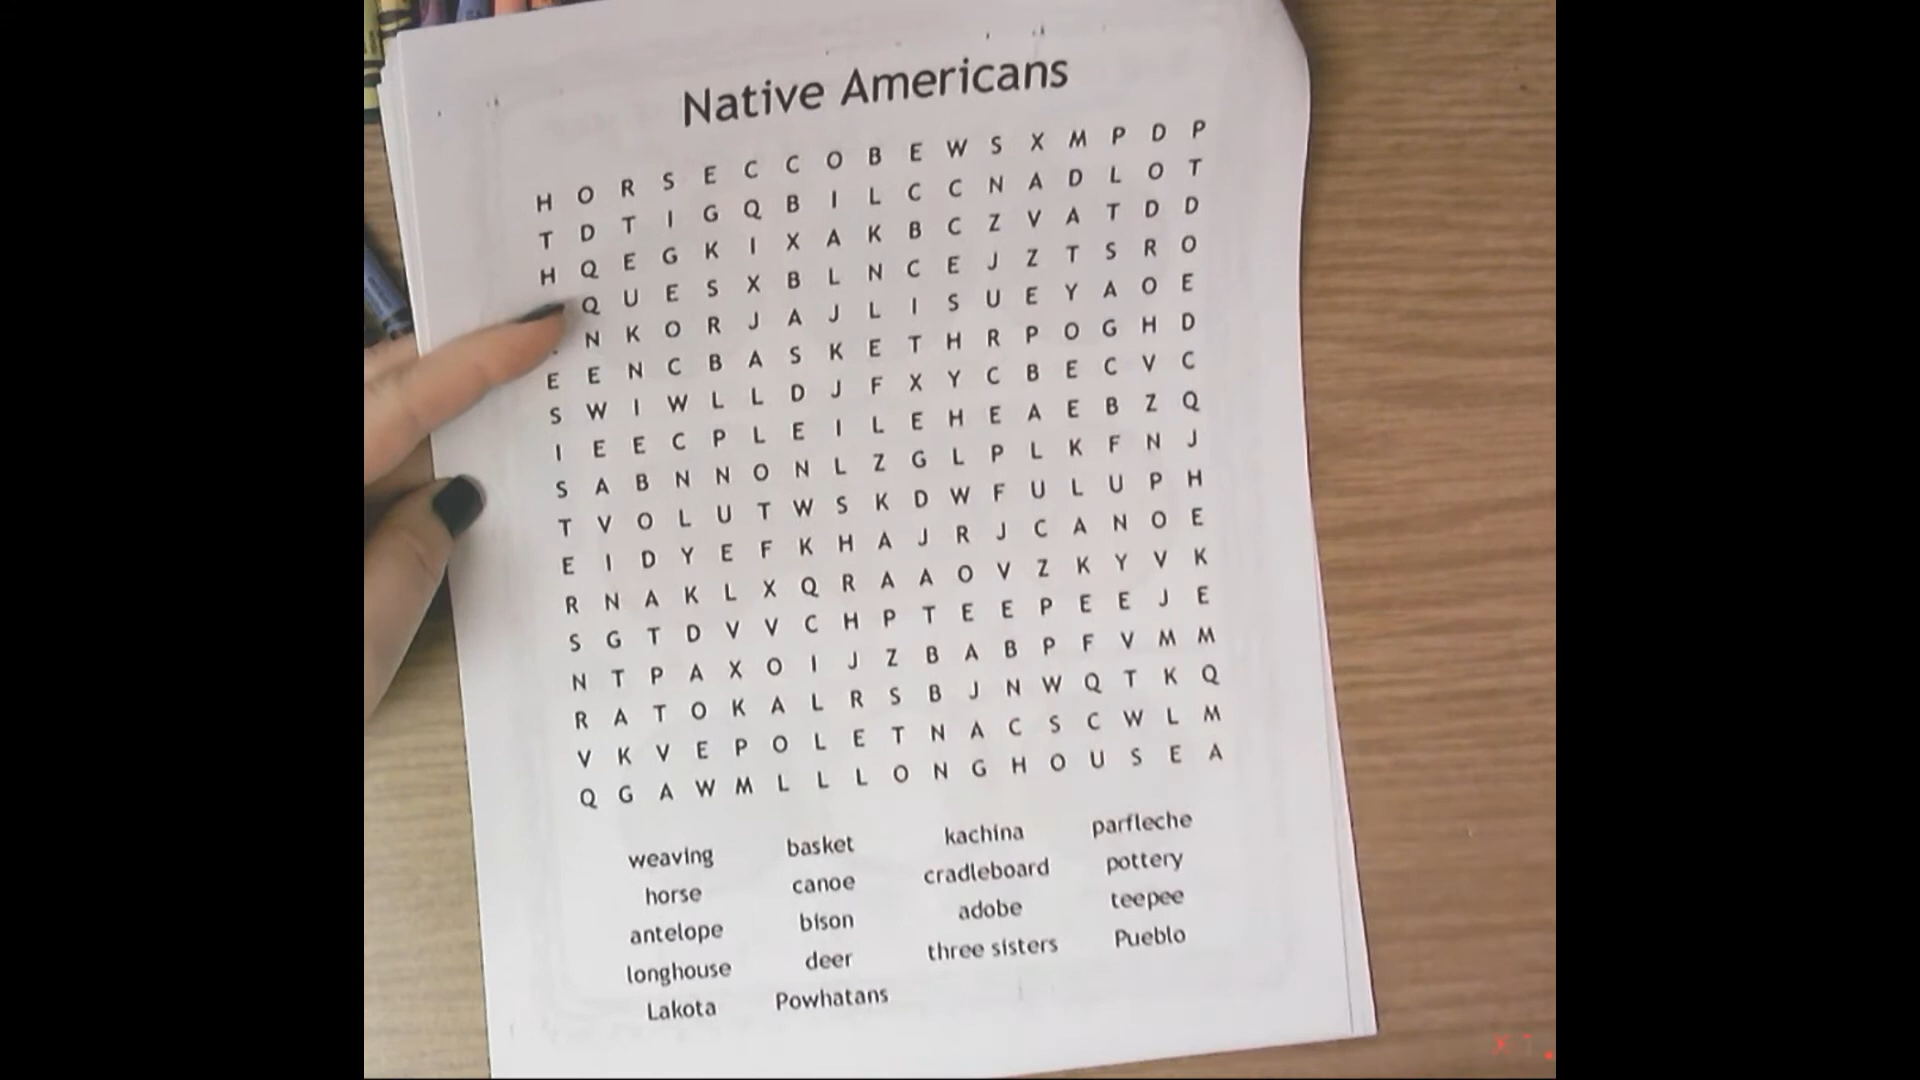 Native Americans
H O R S E C C O B E W S X M P D P
T D T I G Q B I L C C N A D L O T
H Q E G K I X A K B C Z V A T D D
Q U E S X B L N C E J Z T S R O
N K O R J A J L I S U E Y A O E
E E N C B A S K E T H R P O G H D
S W I W L L D J F X Y C B E C V C
I E E C P L E I L E H E A E B Z Q
S A B N N O N L Z G L P L K F N J
T V O L U T W S K D W F U L U P H
E I D Y E F K H A J R J C A N O E
R N A K L X Q R A A O V Z K Y V K
S G T D V V C H P T E E P E E J E
N T P A X O I J Z B A B P F V M M
R A T O K A L R S B J N W Q T K Q
V K V E P O L E T N A C S C W L M
Q G A W M L L L O N G H O U S E A
weaving basket kachina parfleche
horse canoe cradleboard pottery
antelope bison adobe teepee
longhouse deer three sisters Pueblo
Lakota Powhatans